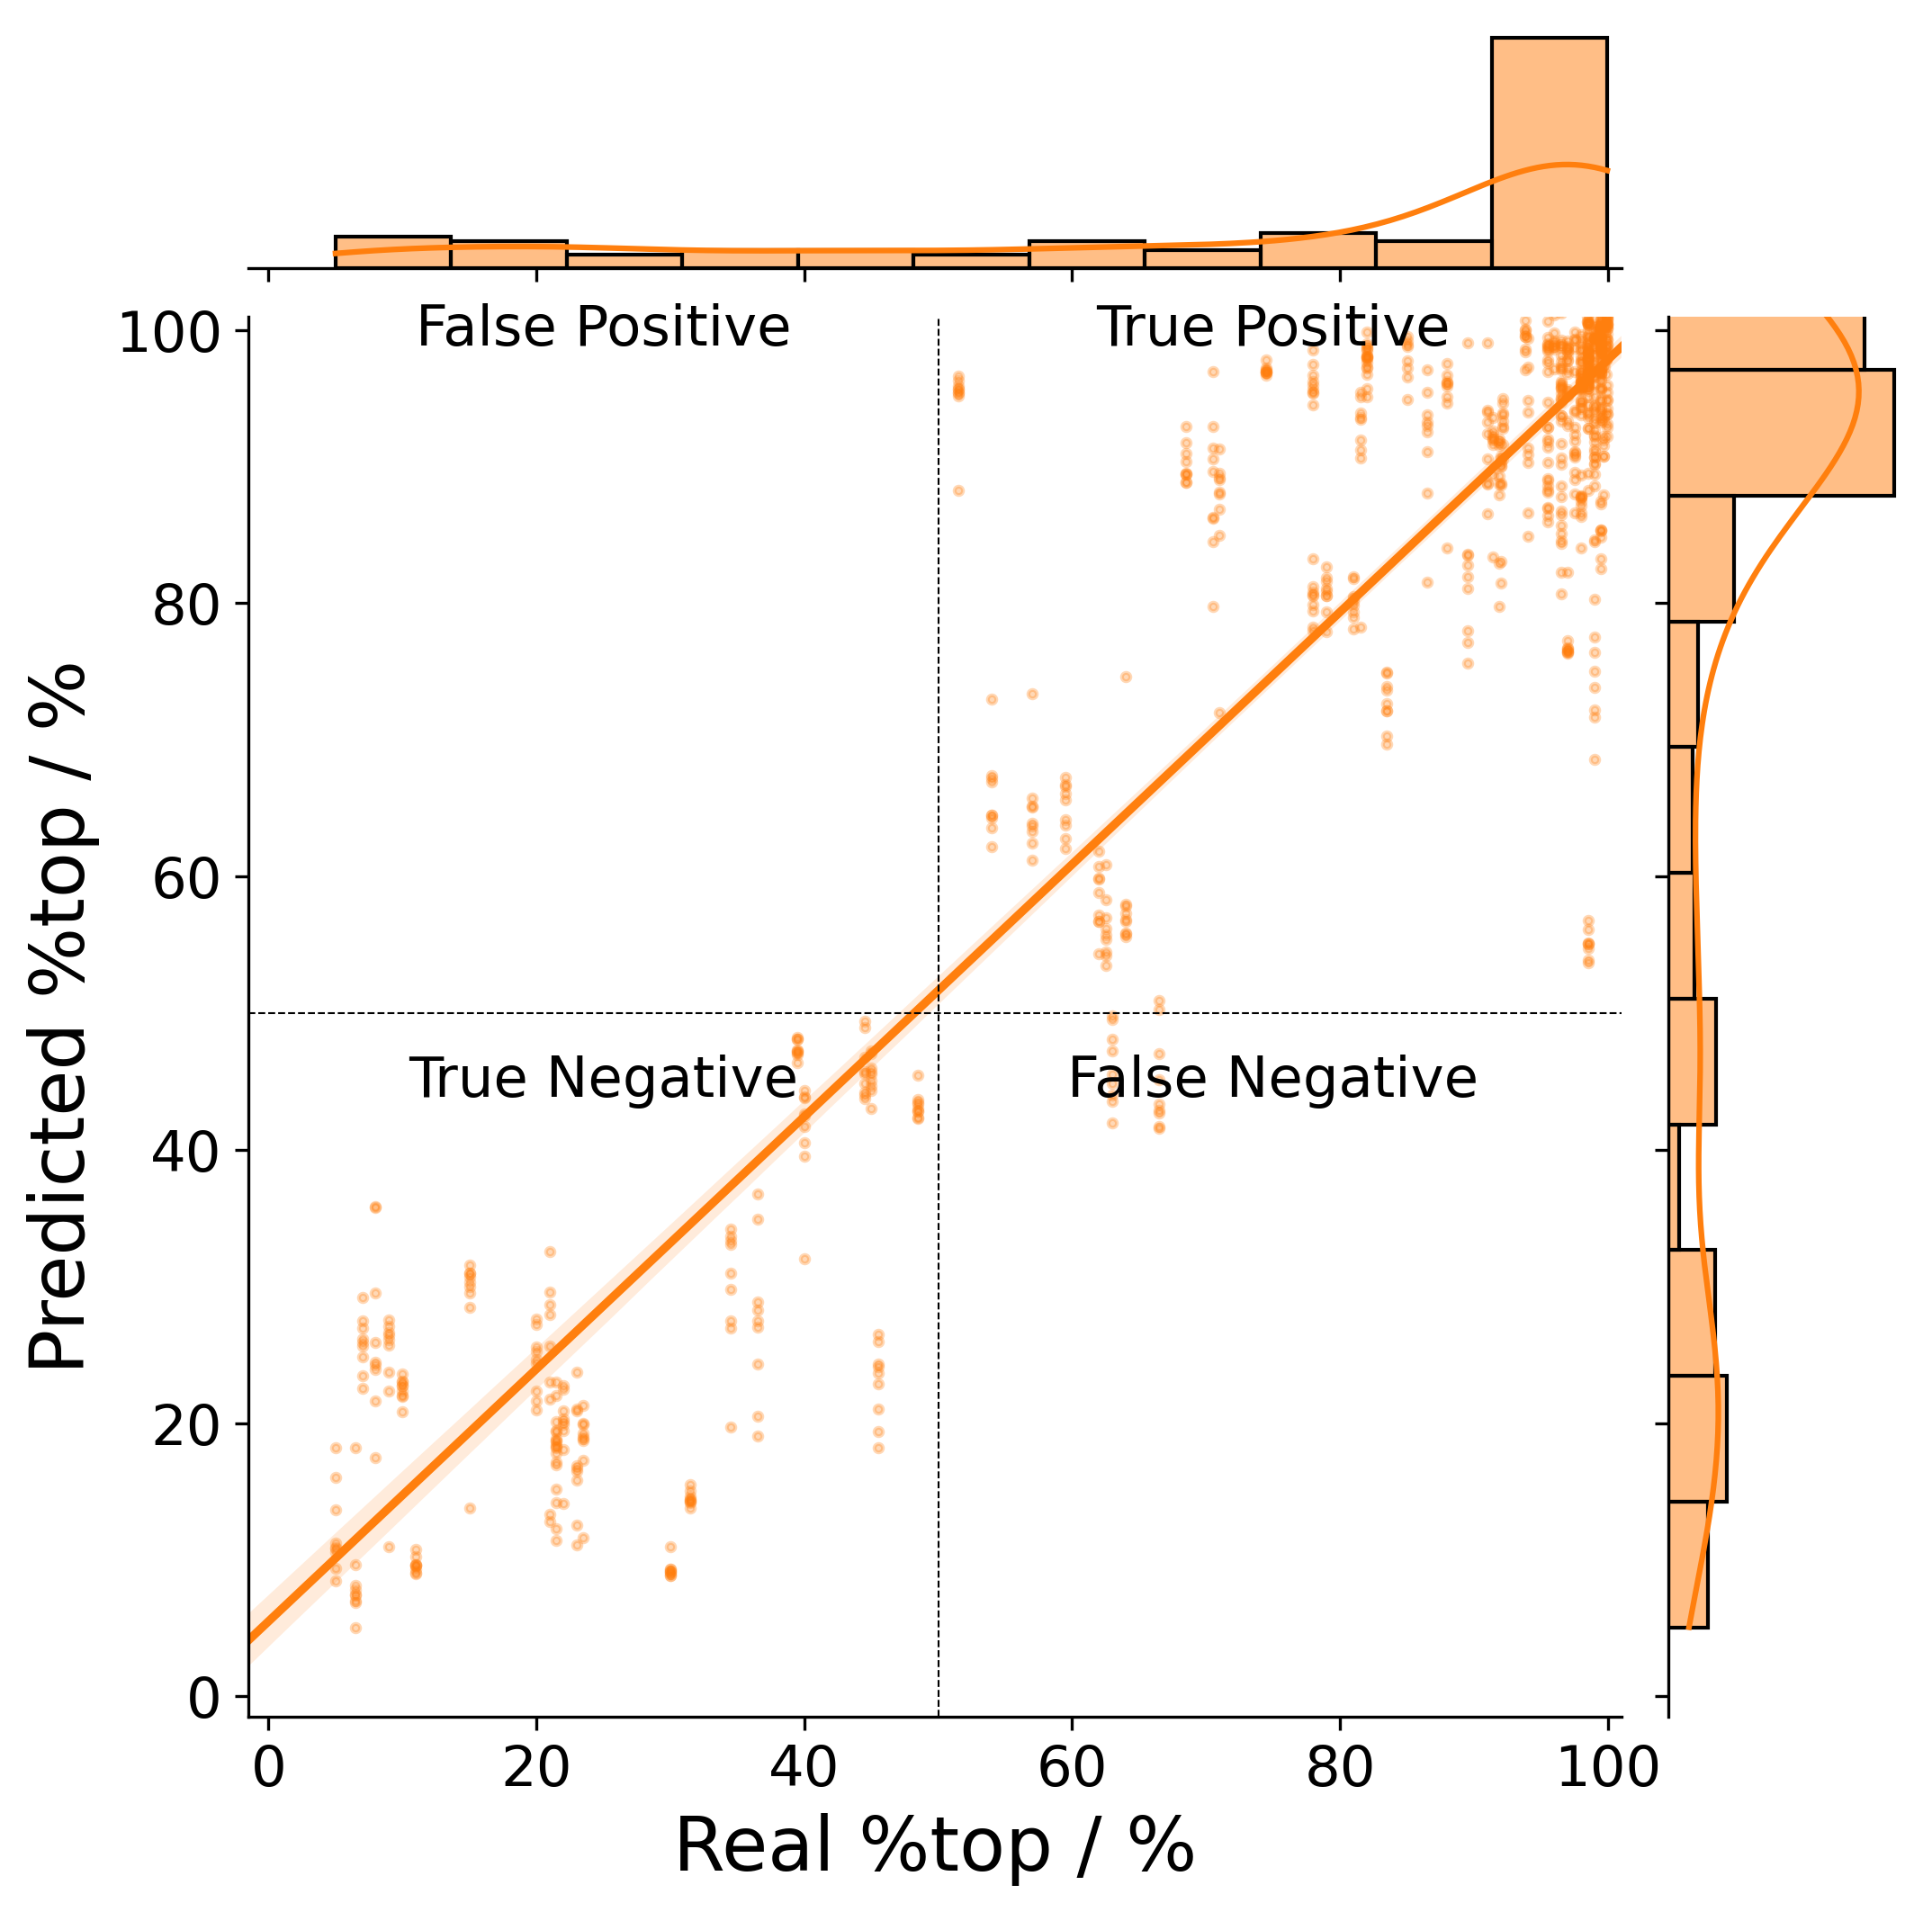 False Positive True Positive
100
80
60
40
20
0
Predicted %top / %
True Negative False Negative
0 20 40 60 80 100
Real %top / %